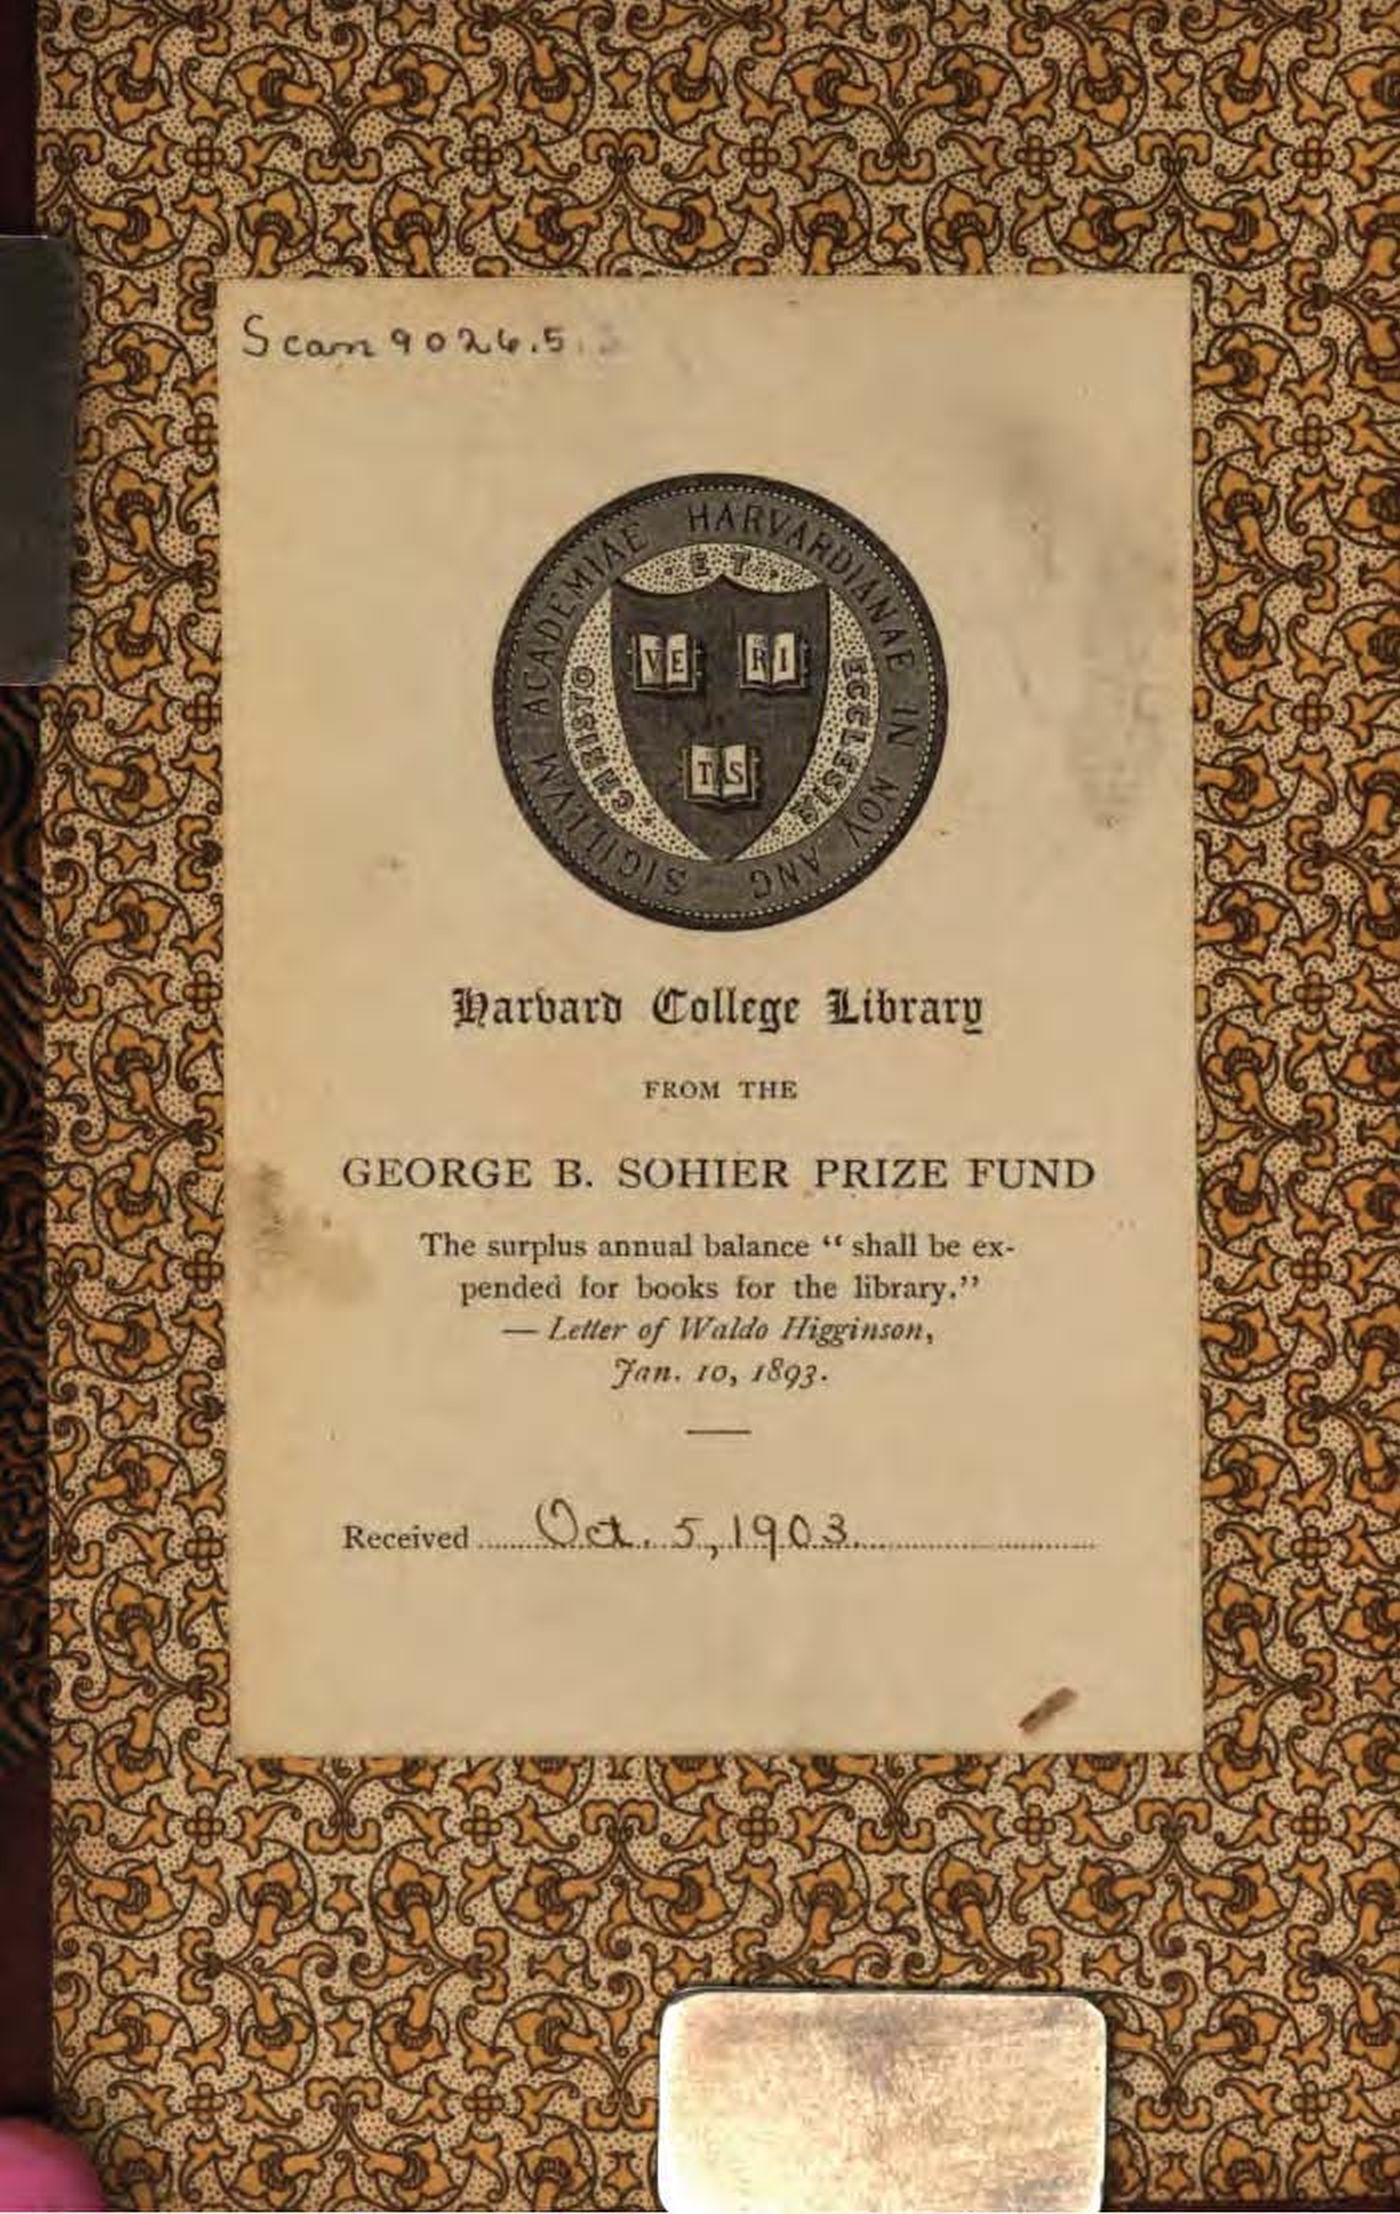 Scan 9026.5
SIGILLVM ACADEMIAE HARVARDIANAE IN NOV ANG
CHRISTO ET ECCLESIÆ
VE RI
TAS
Harvard College Library
FROM THE
GEORGE B. SOHIER PRIZE FUND
The surplus annual balance “ shall be ex-
pended for books for the library.”
— Letter of Waldo Higginson,
Jan. 10, 1893.
Received Oct. 5, 1903.